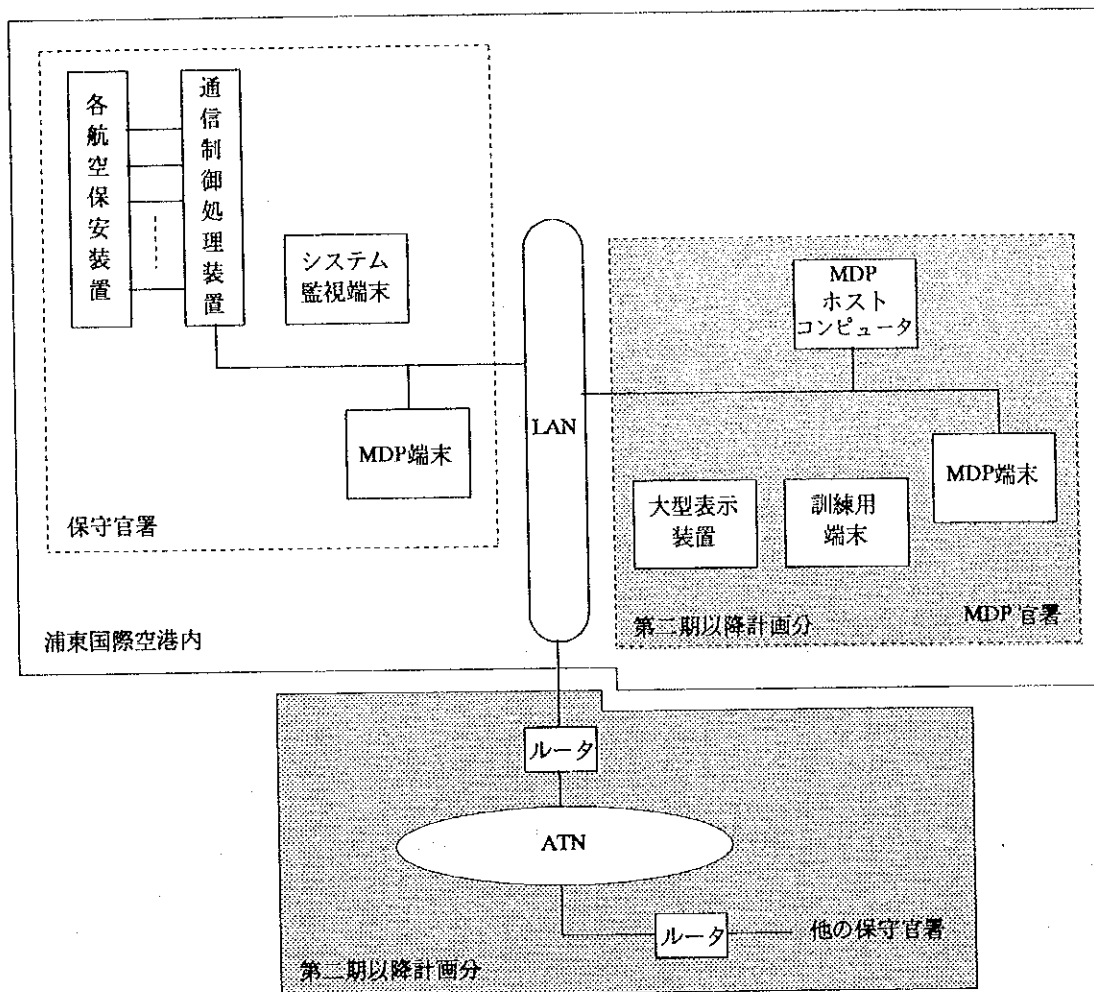 各航空保安装置
通信制御処理装置
システム
監視端末
MDP端末
保守官署
浦東国際空港内
LAN
MDP
ホスト
コンピュータ
MDP端末
大型表示
装置
訓練用
端末
第二期以降計画分
MDP官署
ルータ
ATN
ルータ
他の保守官署
第二期以降計画分